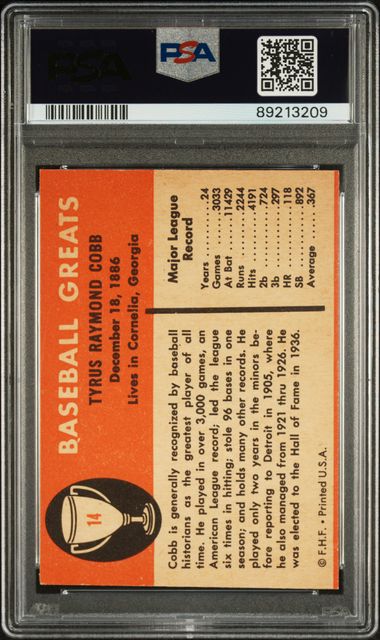 PSA
PSA
89213209
14
BASEBALL GREATS
TYRUS RAYMOND COBB
December 18, 1886
Lives in Cornelia, Georgia
Cobb is generally recognized by baseball
historians as the greatest player of all
time. He played in over 3,000 games, an
American League record; led the league
six times in hitting; stole 96 bases in one
season; and holds many other records. He
played only two years in the minors be-
fore reporting to Detroit in 1905, where
he also managed from 1921 thru 1926. He
was elected to the Hall of Fame in 1936.
© F.H.F. • Printed U.S.A.
Major League
Record
Years ........ 24
Games ..... 3033
At Bat ... 11429
Runs ....... 2244
Hits ......... 4191
2b ............. 724
3b ............. 297
HR ............ 118
SB ............. 892
Average .... .367
PSA